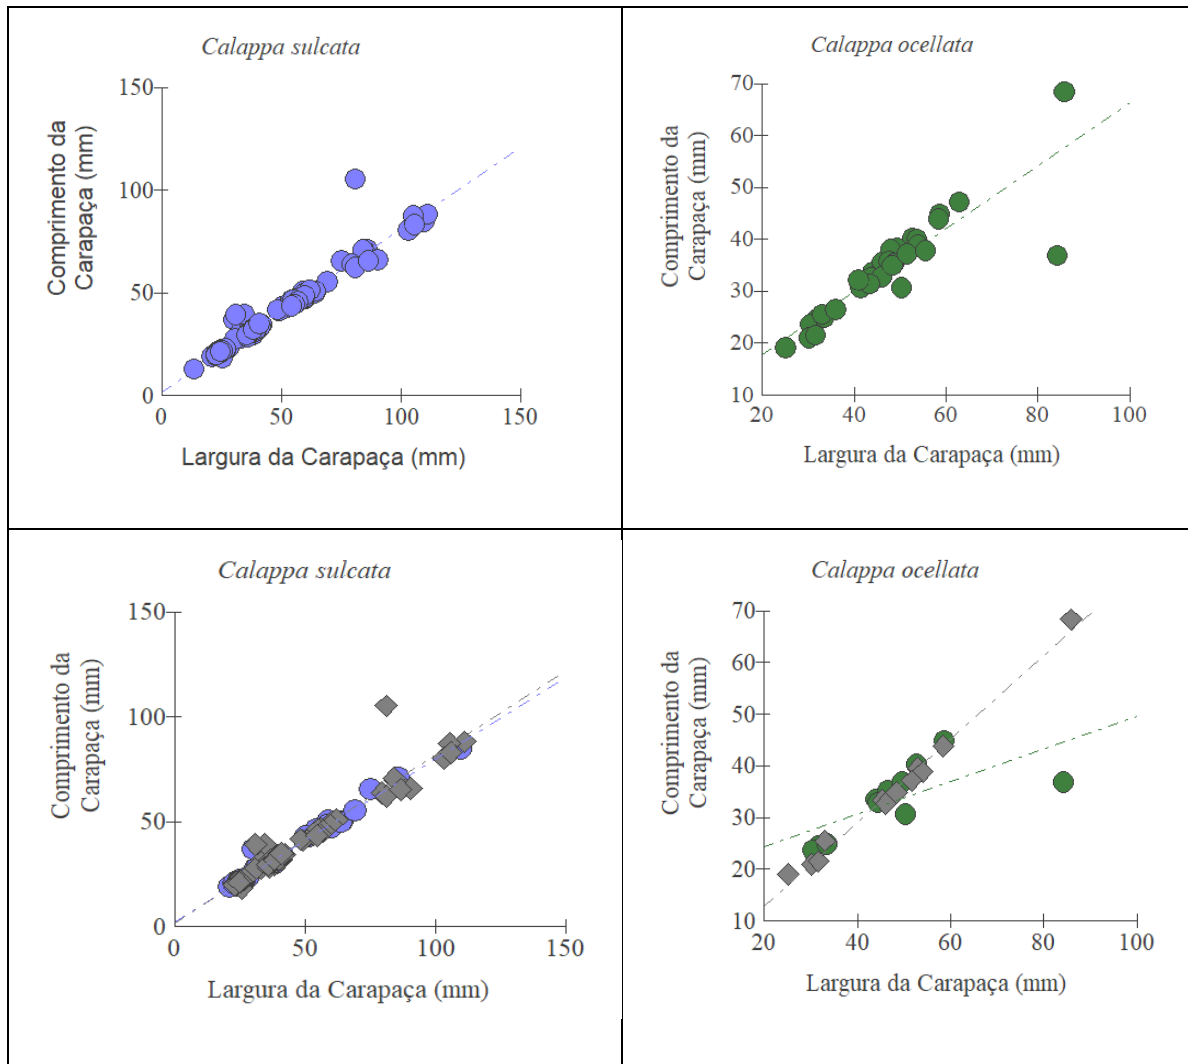 Calappa sulcata
150
100
50
0
0 50 100 150
Comprimento da
Carapaça (mm)
Largura da Carapaça (mm)
Calappa ocellata
70
60
50
40
30
20
10
20 40 60 80 100
Comprimento da
Carapaça (mm)
Largura da Carapaça (mm)
Calappa sulcata
150
100
50
0
0 50 100 150
Comprimento da
Carapaça (mm)
Largura da Carapaça (mm)
Calappa ocellata
70
60
50
40
30
20
10
20 40 60 80 100
Comprimento da
Carapaça (mm)
Largura da Carapaça (mm)